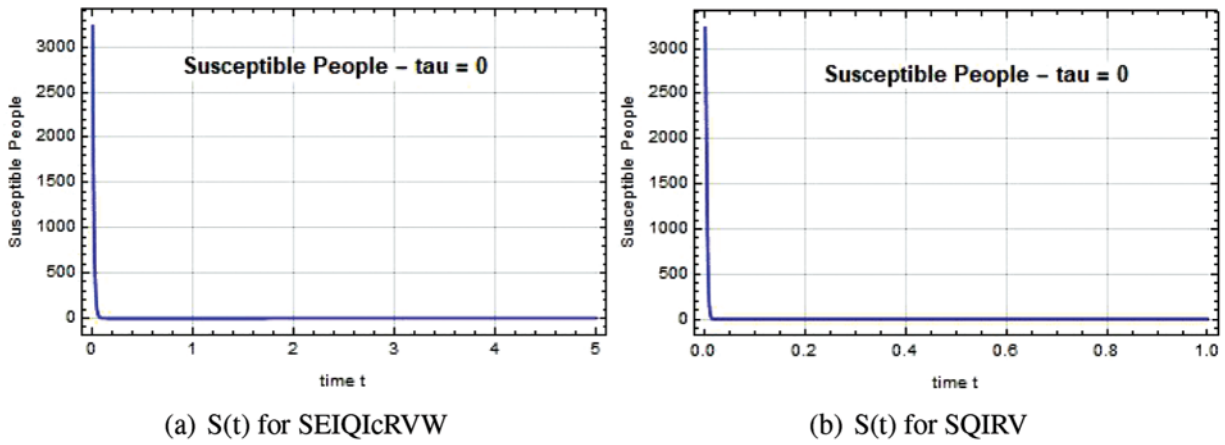 Susceptible People – tau = 0
Susceptible People
3000
2500
2000
1500
1000
500
0
0 1 2 3 4 5
time t
(a) S(t) for SEIQIcRVW
Susceptible People – tau = 0
Susceptible People
3000
2500
2000
1500
1000
500
0
0.0 0.2 0.4 0.6 0.8 1.0
time t
(b) S(t) for SQIRV